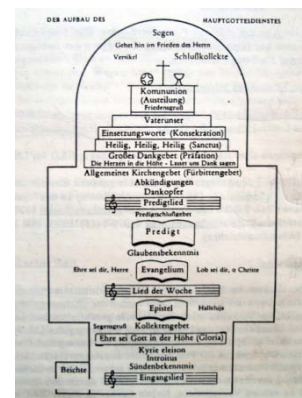 DER AUFBAU DES HAUPTGOTTESDIENSTES
Segen
Gehet hin im Frieden des Herrn
Versikel Schlußkollekte
Kommunion
(Austeilung)
Friedensgruß
Vaterunser
Einsetzungsworte (Konsekration)
Heilig, Heilig, Heilig (Sanctus)
Großes Dankgebet (Präfation)
Die Herzen in die Höhe - Lasset uns Dank sagen
Allgemeines Kirchengebet (Fürbittengebet)
Abkündigungen
Dankopfer
Predigtlied
Predigtschlußgebet
Predigt
Glaubensbekenntnis
Ehre sei dir, Herre Evangelium Lob sei dir, o Christe
Lied der Woche
Epistel Halleluja
Segensgruß Kollektengebet
Ehre sei Gott in der Höhe (Gloria)
Kyrie eleison
Introitus
Beichte Sündenbekenntnis
Eingangslied